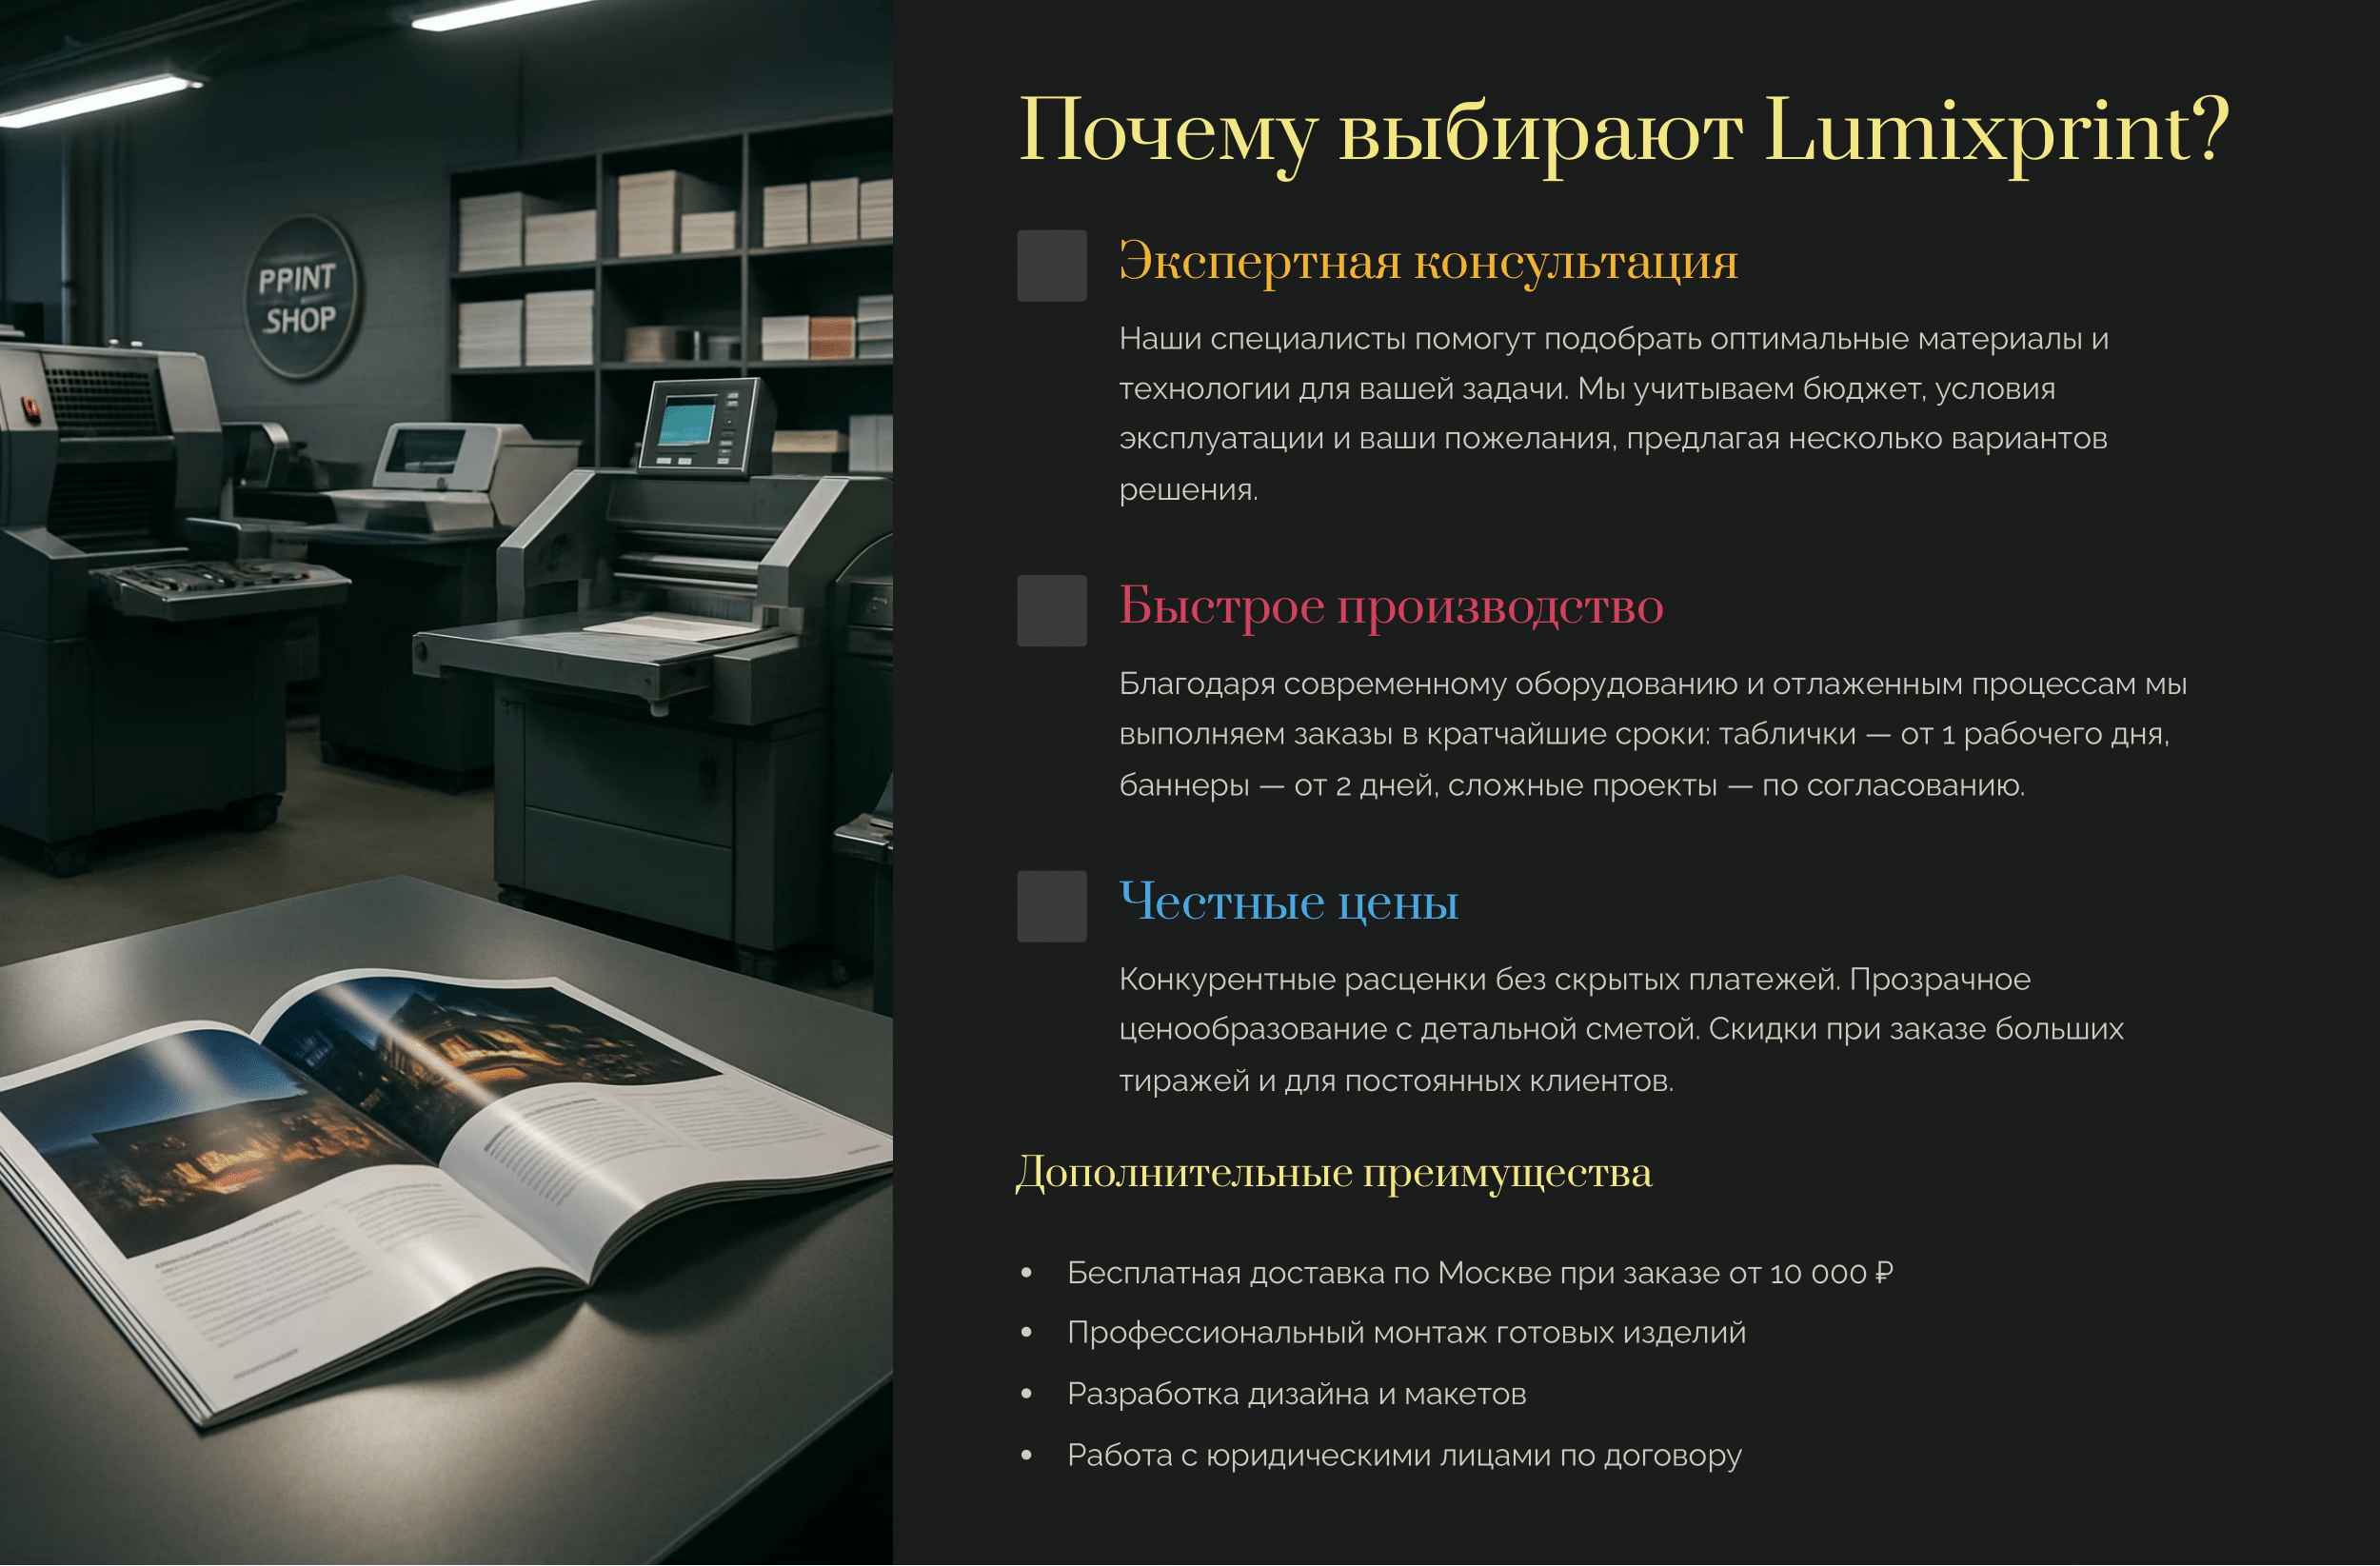 PPINT
SHOP
Почему выбирают Lumixprint?
Экспертная консультация
Наши специалисты помогут подобрать оптимальные материалы и
технологии для вашей задачи. Мы учитываем бюджет, условия
эксплуатации и ваши пожелания, предлагая несколько вариантов
решения.
Быстрое производство
Благодаря современному оборудованию и отлаженным процессам мы
выполняем заказы в кратчайшие сроки: таблички — от 1 рабочего дня,
баннеры — от 2 дней, сложные проекты — по согласованию.
Честные цены
Конкурентные расценки без скрытых платежей. Прозрачное
ценообразование с детальной сметой. Скидки при заказе больших
тиражей и для постоянных клиентов.
Дополнительные преимущества
• Бесплатная доставка по Москве при заказе от 10 000 ₽
• Профессиональный монтаж готовых изделий
• Разработка дизайна и макетов
• Работа с юридическими лицами по договору